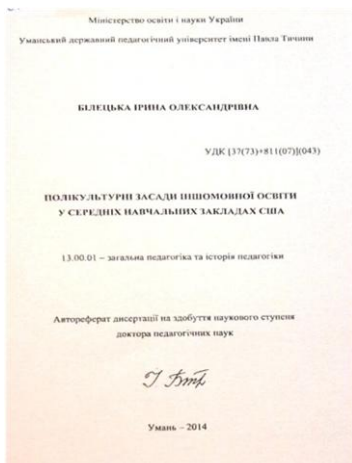 Міністерство освіти і науки України
Уманський державний педагогічний університет імені Павла Тичини
БІЛЕЦЬКА ІРИНА ОЛЕКСАНДРІВНА
УДК [37(73)+811(07)](043)
ПОЛІКУЛЬТУРНІ ЗАСАДИ ІНШОМОВНОЇ ОСВІТИ
У СЕРЕДНІХ НАВЧАЛЬНИХ ЗАКЛАДАХ США
13.00.01 – загальна педагогіка та історія педагогіки
Автореферат дисертації на здобуття наукового ступеня
доктора педагогічних наук
Умань – 2014